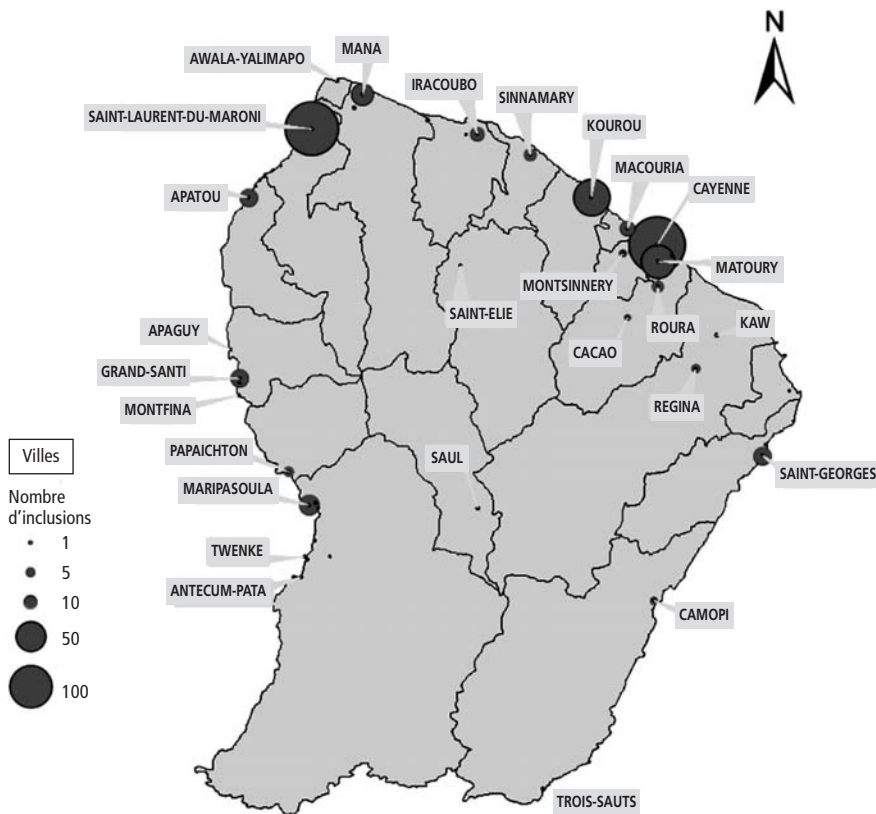 N
MANA
AWALA-YALIMAPO
IRACOUBO
SINNAMARY
SAINT-LAURENT-DU-MARONI
KOUROU
MACOURIA
CAYENNE
APATOU
MATOURY
MONTSINNERY
SAINT-ELIE
ROURA
KAW
APAGUY
CACAO
GRAND-SANTI
REGINA
MONTFINA
Villes
PAPAICHTON
SAUL
SAINT-GEORGES
MARIPASOULA
Nombre
d'inclusions
1
TWENKE
5
ANTECUM-PATA
10
CAMOPI
50
100
TROIS-SAUTS